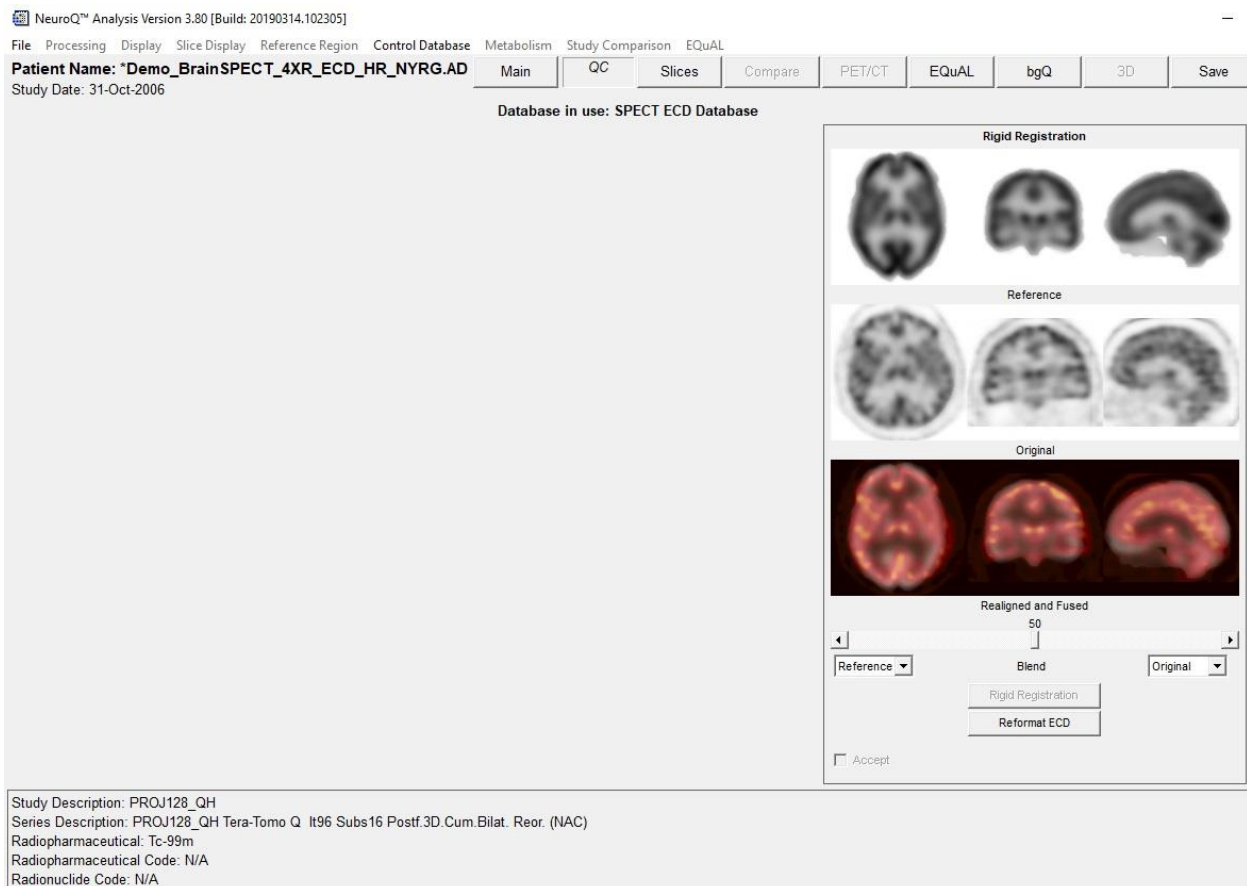 NeuroQ™ Analysis Version 3.80 [Build: 20190314.102305]
File Processing Display Slice Display Reference Region Control Database Metabolism Study Comparison EQuAL
Patient Name: *Demo_BrainSPECT_4XR_ECD_HR_NYRG.AD
Main QC Slices Compare PET/CT EQuAL bgQ 3D Save
Study Date: 31-Oct-2006
Database in use: SPECT ECD Database
Rigid Registration
Reference
Original
Realigned and Fused
50
Reference Blend Original
Rigid Registration
Reformat ECD
Accept
Study Description: PROJ128_QH
Series Description: PROJ128_QH Tera-Tomo Q It96 Subs16 Postf.3D.Cum.Bilat. Reor. (NAC)
Radiopharmaceutical: Tc-99m
Radiopharmaceutical Code: N/A
Radionuclide Code: N/A